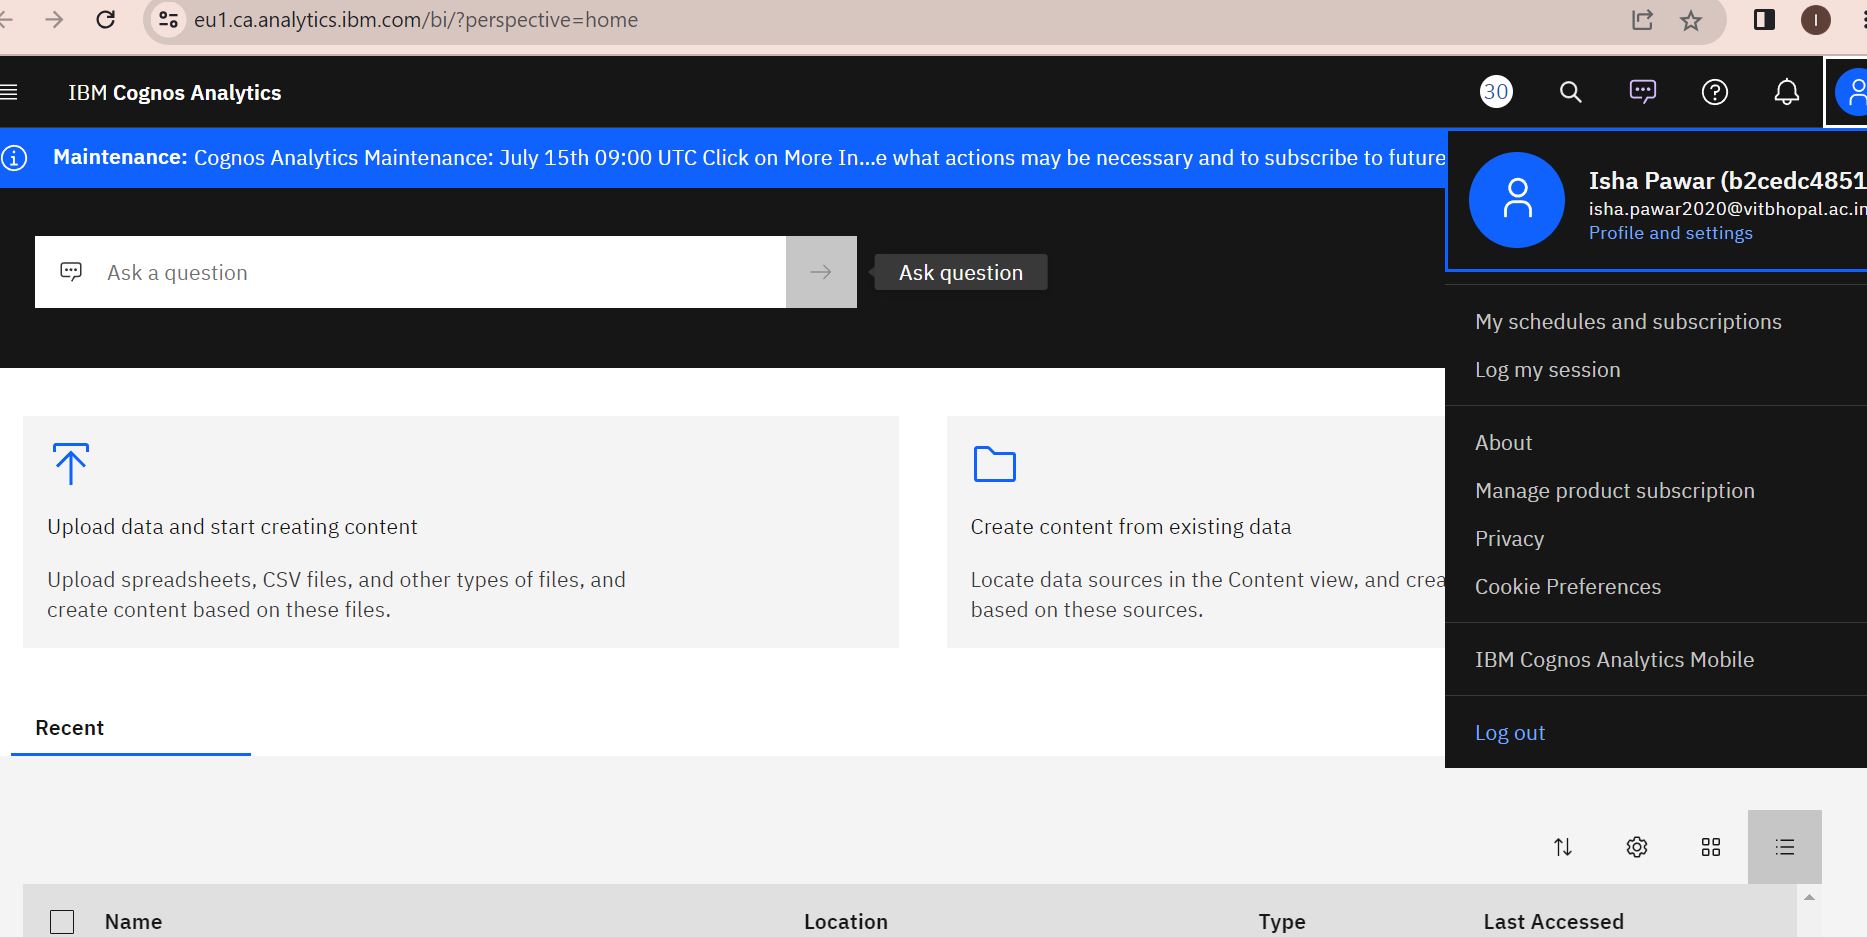 eu1.ca.analytics.ibm.com/bi/?perspective=home
I
IBM Cognos Analytics
30
Maintenance: Cognos Analytics Maintenance: July 15th 09:00 UTC Click on More In...e what actions may be necessary and to subscribe to future
Isha Pawar (b2cedc4851
isha.pawar2020@vitbhopal.ac.in
Profile and settings
Ask a question
Ask question
My schedules and subscriptions
Log my session
About
Manage product subscription
Privacy
Cookie Preferences
IBM Cognos Analytics Mobile
Log out
Upload data and start creating content
Upload spreadsheets, CSV files, and other types of files, and
create content based on these files.
Create content from existing data
Locate data sources in the Content view, and crea
based on these sources.
Recent
Name Location Type Last Accessed